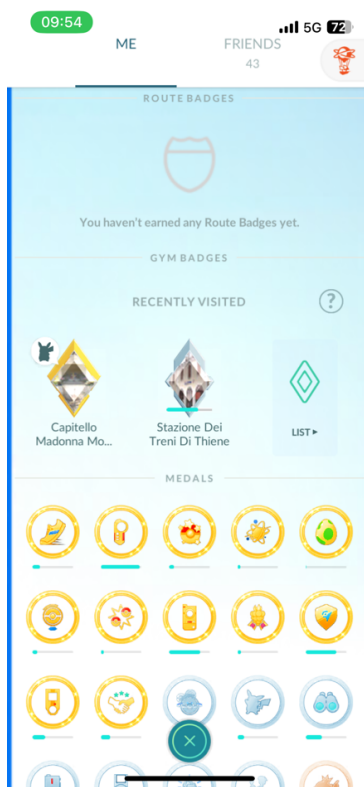 09:54
5G 72
ME
FRIENDS
43
ROUTE BADGES
You haven't earned any Route Badges yet.
GYM BADGES
RECENTLY VISITED
?
Capitello
Madonna Mo...
Stazione Dei
Treni Di Thiene
LIST
MEDALS